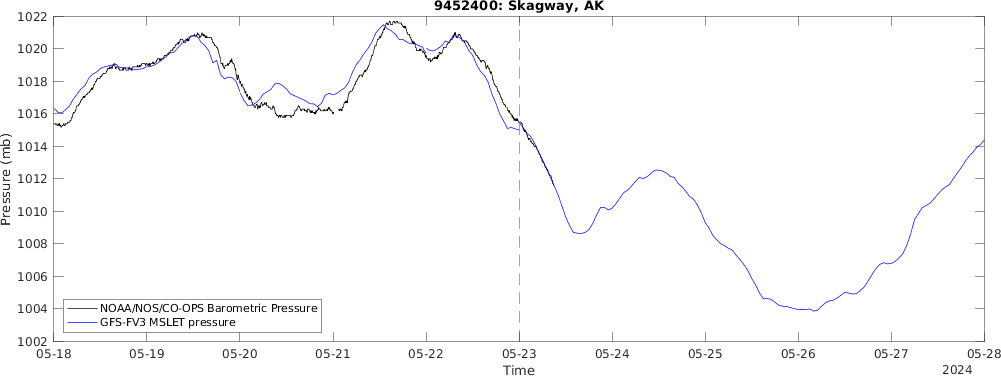 9452400: Skagway, AK
Pressure (mb)
1022
1020
1018
1016
1014
1012
1010
1008
1006
1004
1002
NOAA/NOS/CO-OPS Barometric Pressure
GFS-FV3 MSLET pressure
05-18 05-19 05-20 05-21 05-22 05-23 05-24 05-25 05-26 05-27 05-28
Time
2024